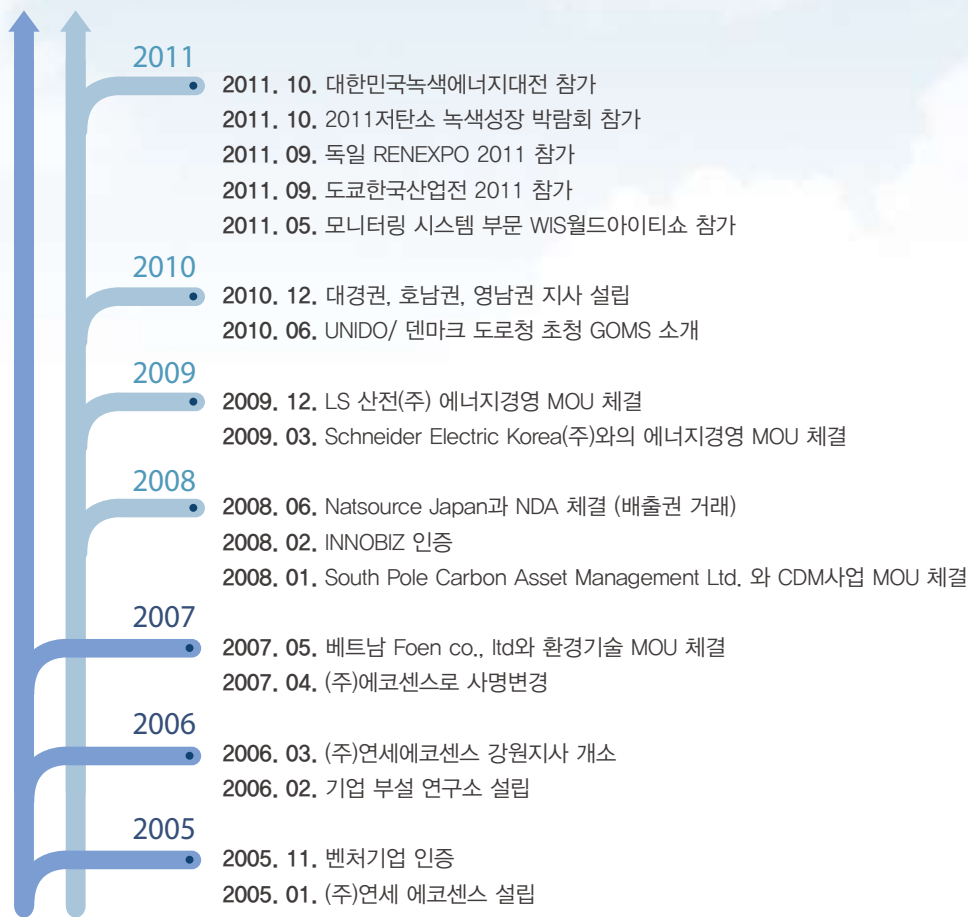 2011
2011. 10. 대한민국녹색에너지대전 참가
2011. 10. 2011저탄소 녹색성장 박람회 참가
2011. 09. 독일 RENEXPO 2011 참가
2011. 09. 도쿄한국산업전 2011 참가
2011. 05. 모니터링 시스템 부문 WIS월드아이티쇼 참가
2010
2010. 12. 대경권, 호남권, 영남권 지사 설립
2010. 06. UNIDO/ 덴마크 도로청 초청 GOMS 소개
2009
2009. 12. LS 산전(주) 에너지경영 MOU 체결
2009. 03. Schneider Electric Korea(주)와의 에너지경영 MOU 체결
2008
2008. 06. Natsource Japan과 NDA 체결 (배출권 거래)
2008. 02. INNOBIZ 인증
2008. 01. South Pole Carbon Asset Management Ltd. 와 CDM사업 MOU 체결
2007
2007. 05. 베트남 Foen co., ltd와 환경기술 MOU 체결
2007. 04. (주)에코센스로 사명변경
2006
2006. 03. (주)연세에코센스 강원지사 개소
2006. 02. 기업 부설 연구소 설립
2005
2005. 11. 벤처기업 인증
2005. 01. (주)연세 에코센스 설립